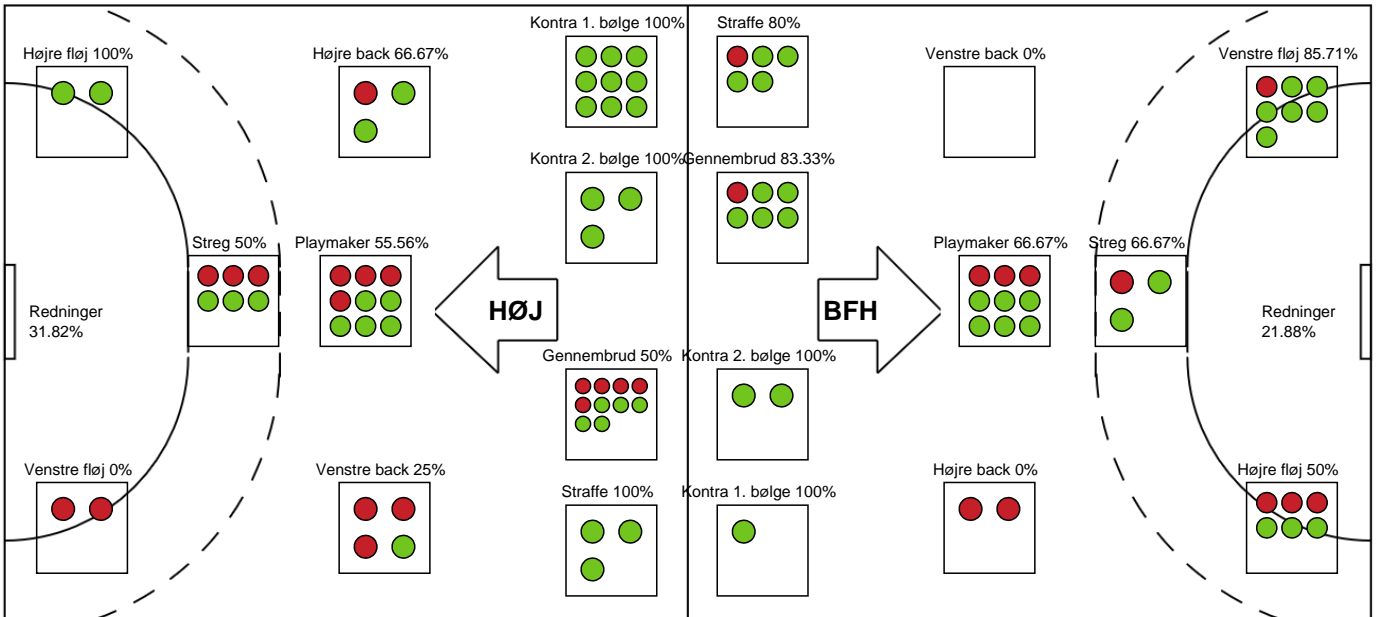 Kontra 1. bølge 100%
Straffe 80%
Højre fløj 100%
Højre back 66.67%
Venstre back 0%
Venstre fløj 85.71%
Kontra 2. bølge 100%
Gennembrud 83.33%
Streg 50%
Playmaker 55.56%
Playmaker 66.67%
Streg 66.67%
Redninger
31.82%
HØJ
BFH
Redninger
21.88%
Gennembrud 50%
Kontra 2. bølge 100%
Venstre fløj 0%
Venstre back 25%
Højre back 0%
Højre fløj 50%
Straffe 100%
Kontra 1. bølge 100%